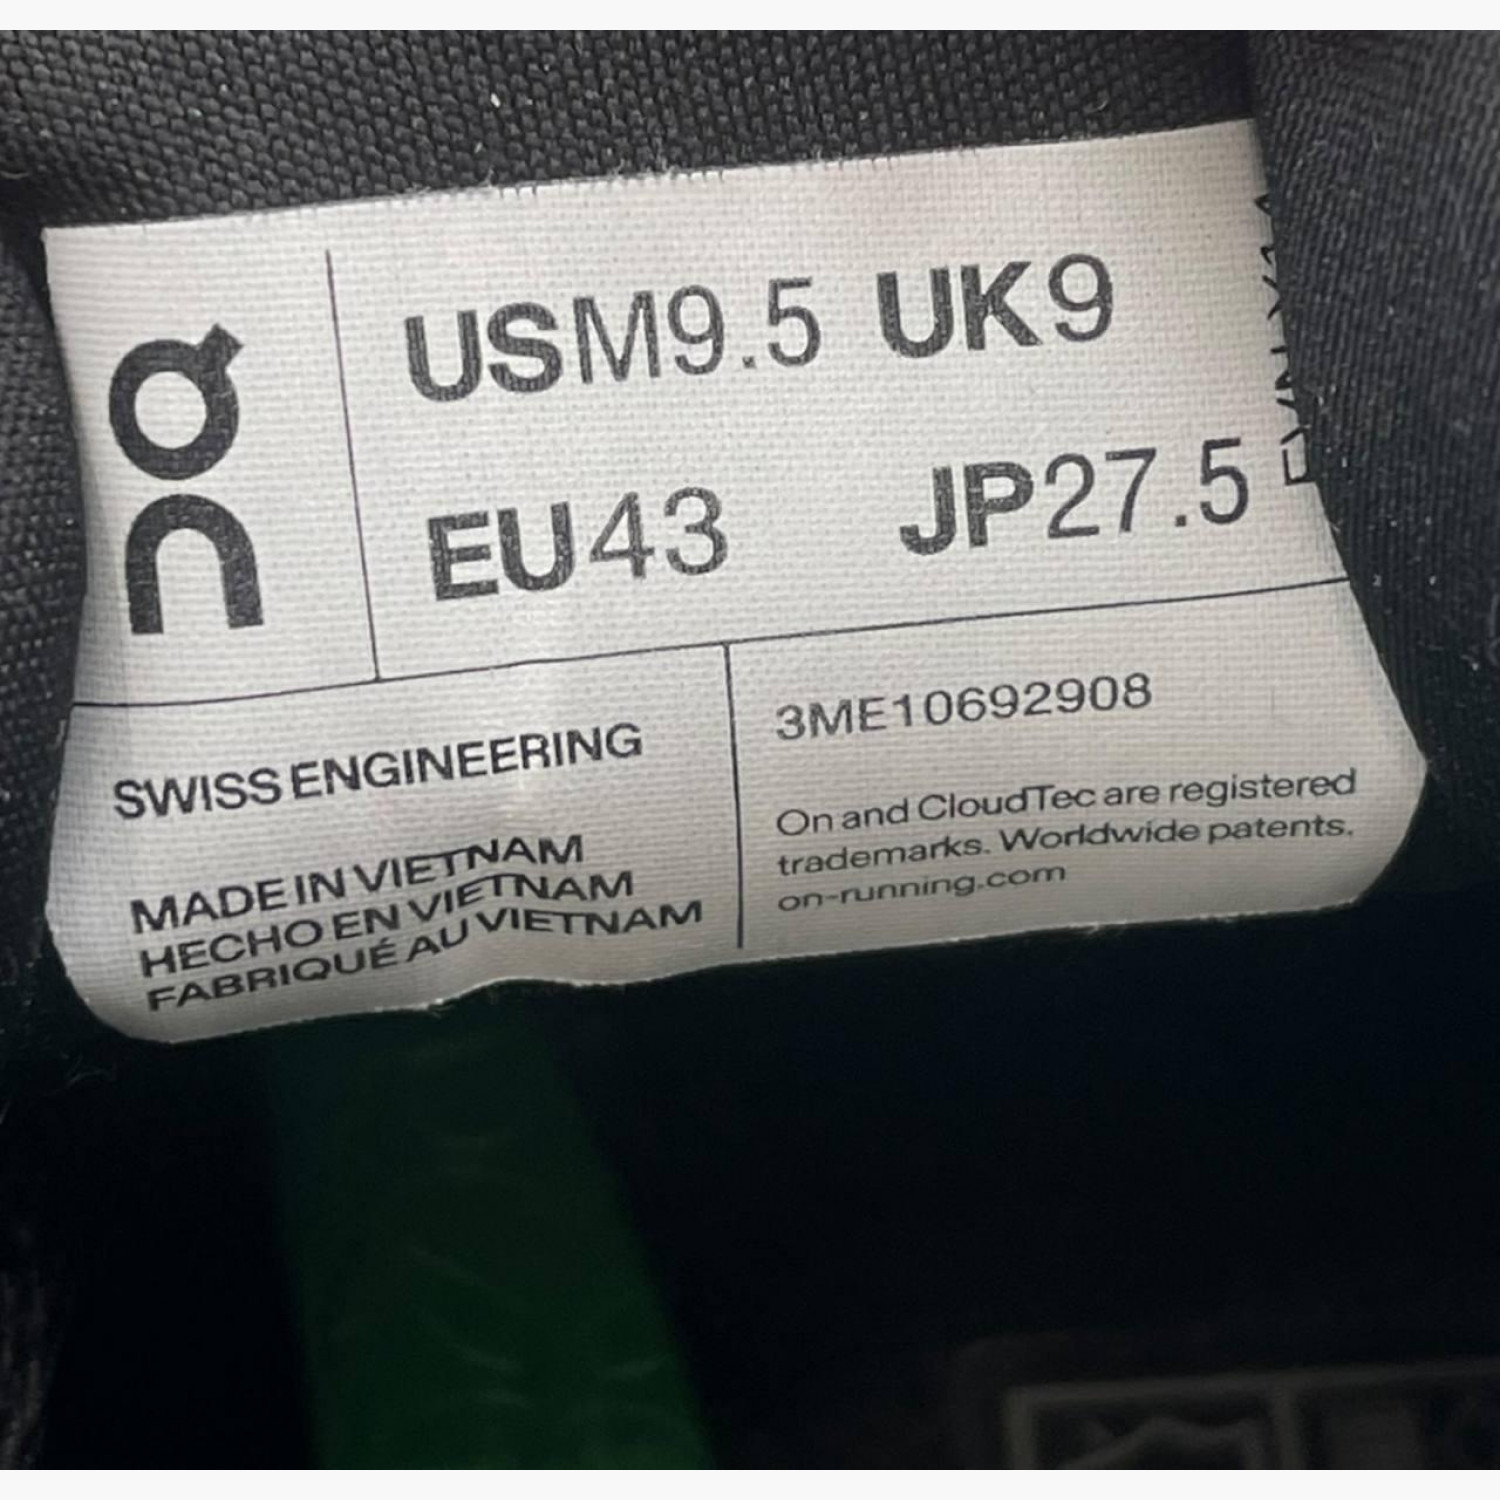 On
USM9.5 UK9
EU43 JP27.5
SWISS ENGINEERING
MADE IN VIETNAM
HECHO EN VIETNAM
FABRIQUÉ AU VIETNAM
3ME10692908
On and CloudTec are registered
trademarks. Worldwide patents.
on-running.com